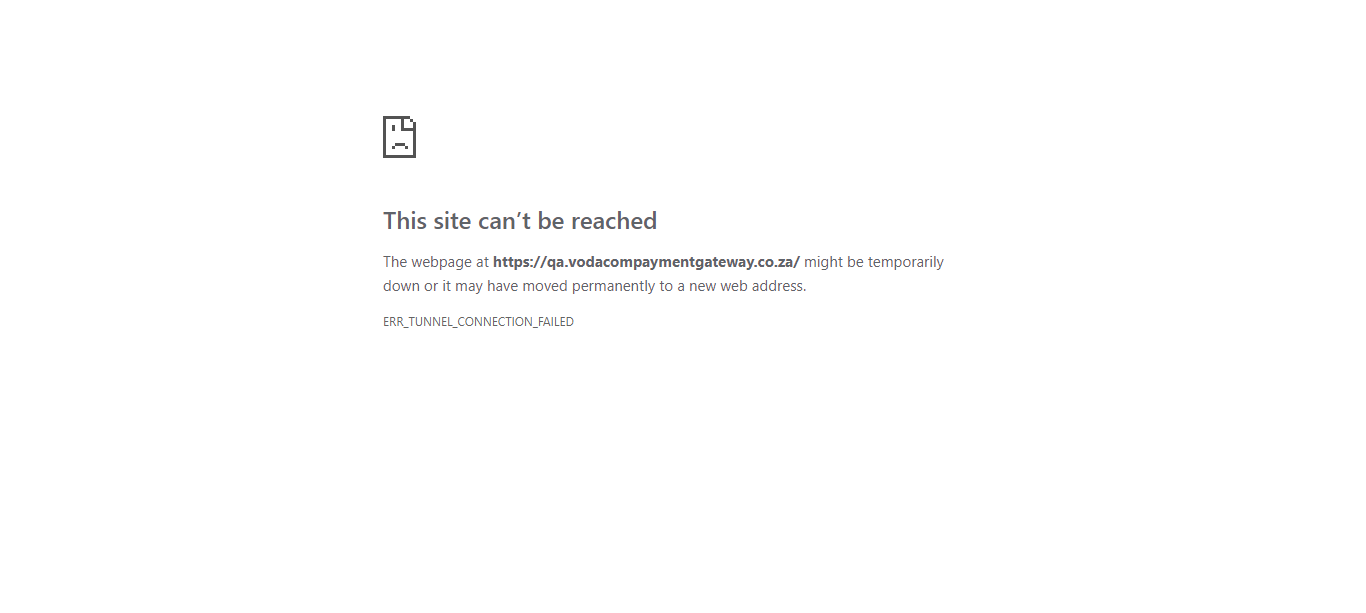 This site can’t be reached
The webpage at https://qa.vodacompaymentgateway.co.za/ might be temporarily
down or it may have moved permanently to a new web address.
ERR_TUNNEL_CONNECTION_FAILED